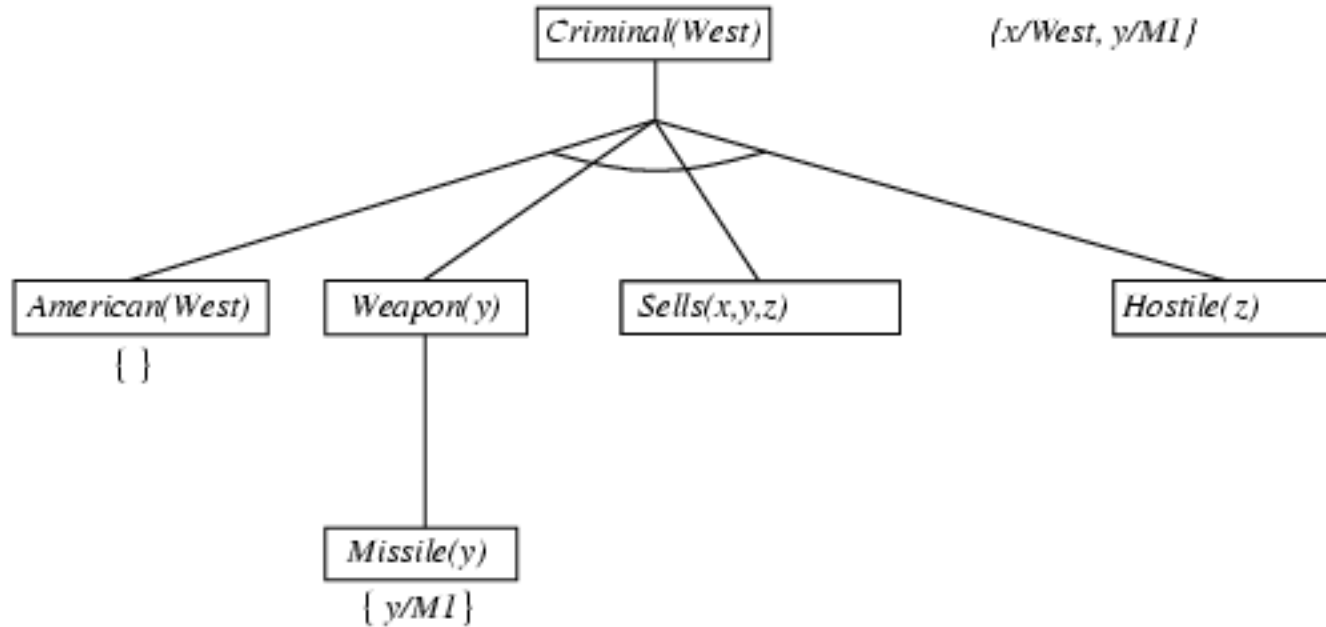 Criminal(West)
{x/West, y/M1}
American(West)
Weapon(y)
Sells(x,y,z)
Hostile(z)
{ }
Missile(y)
{ y/M1 }